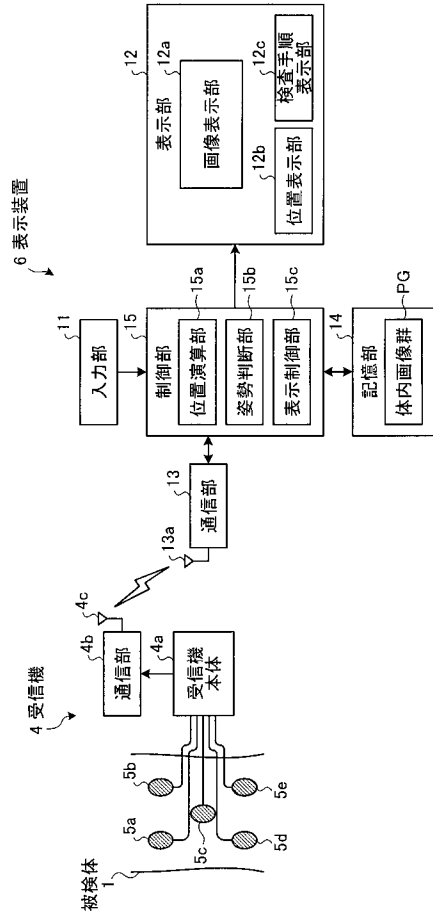 6 表示装置
11
入力部
15
制御部
15a
位置演算部
15b
姿勢判断部
15c
表示制御部
12
表示部
12a
画像表示部
12b
位置表示部
12c
検査手順
表示部
14
記憶部
PG
体内画像群
13
通信部
13a
4 受信機
4c
4b
通信部
4a
受信機
本体
5a
5b
5c
5d
5e
被検体
1